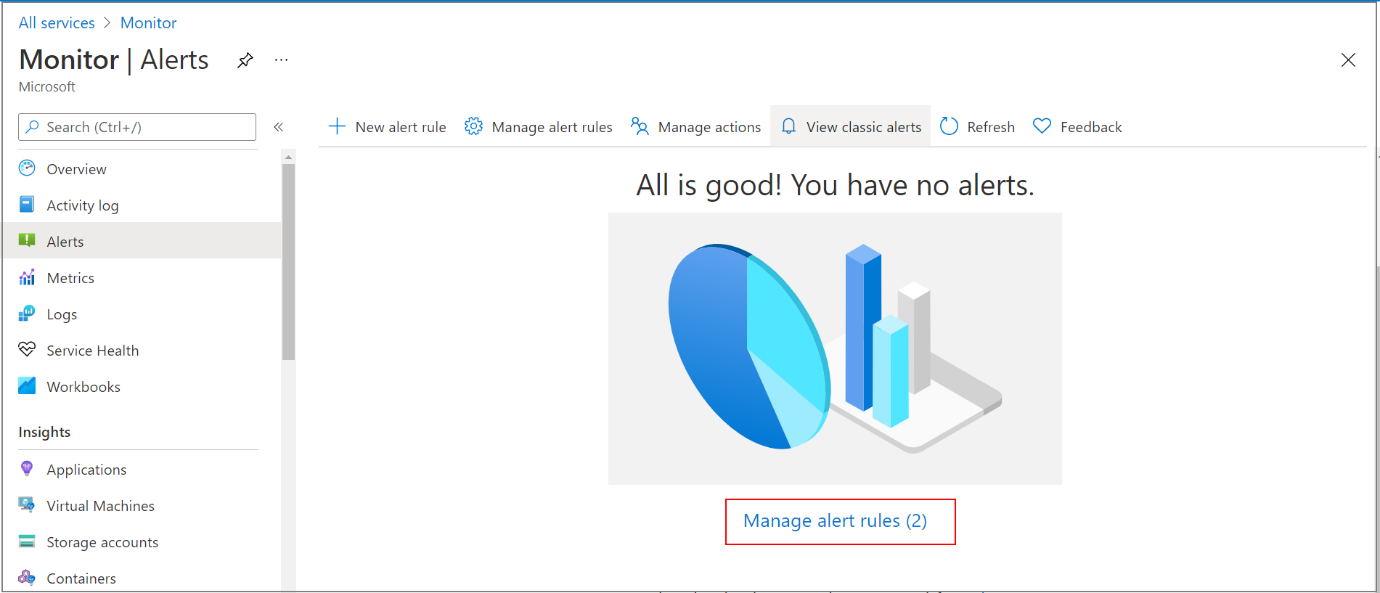 All services > Monitor
Monitor | Alerts ...
Microsoft
Search (Ctrl+/) «
New alert rule Manage alert rules Manage actions View classic alerts Refresh Feedback
Overview
Activity log
Alerts
Metrics
Logs
Service Health
Workbooks
Insights
Applications
Virtual Machines
Storage accounts
Containers
All is good! You have no alerts.
Manage alert rules (2)